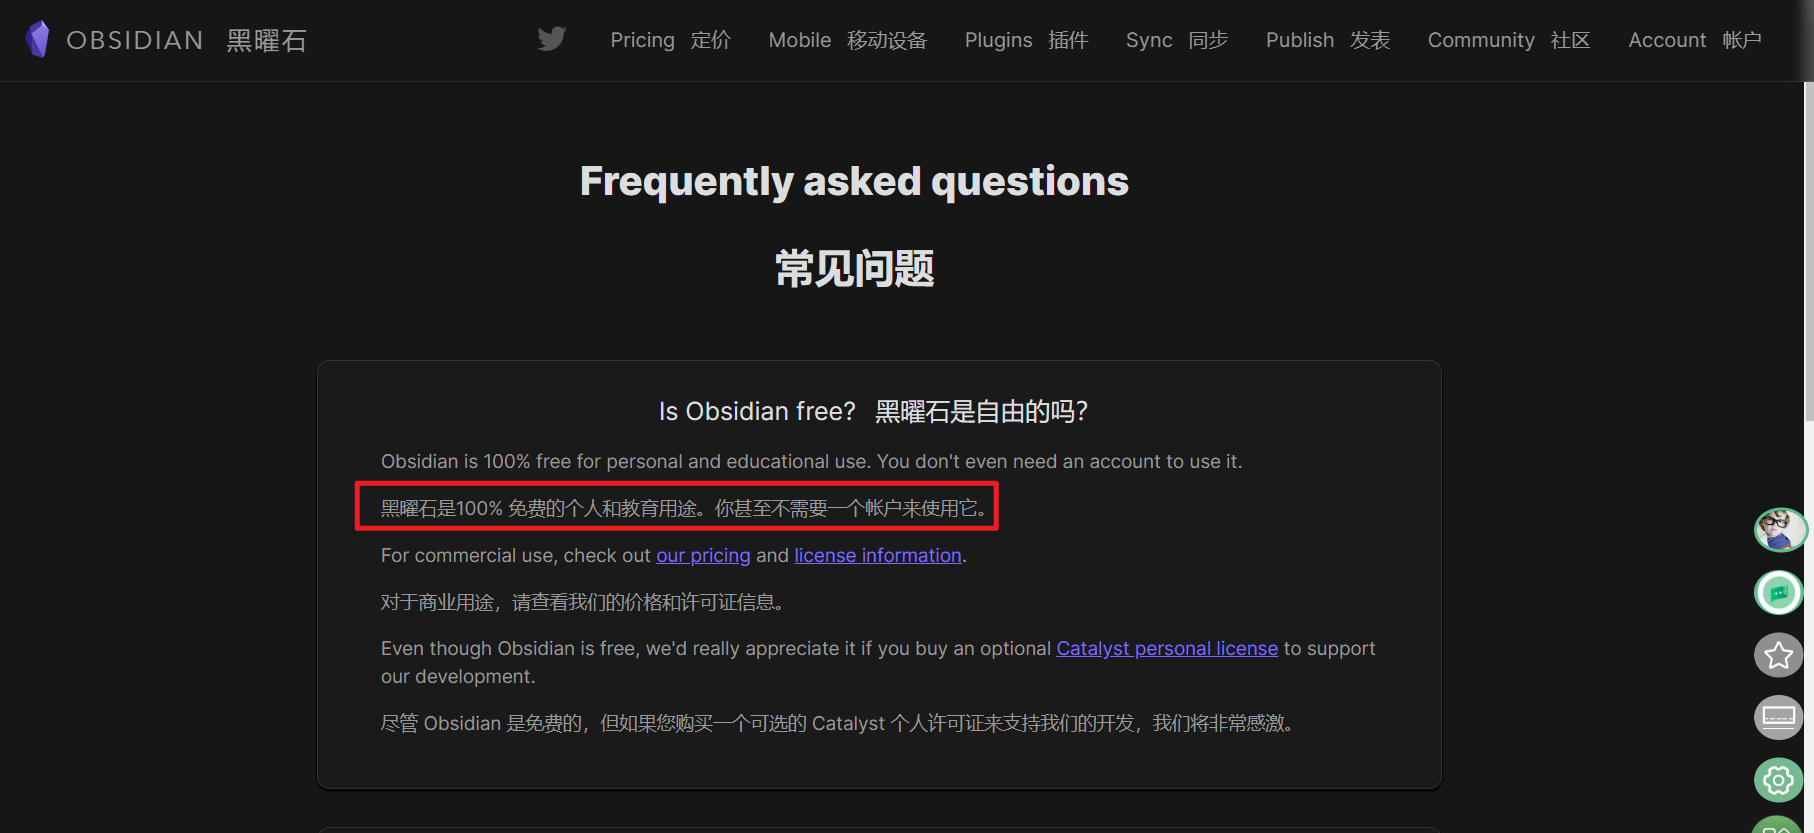 OBSIDIAN 黑曜石 Pricing 定价 Mobile 移动设备 Plugins 插件 Sync 同步 Publish 发表 Community 社区 Account 帐户
Frequently asked questions
常见问题
Is Obsidian free? 黑曜石是自由的吗?
Obsidian is 100% free for personal and educational use. You don't even need an account to use it.
黑曜石是100% 免费的个人和教育用途。你甚至不需要一个帐户来使用它。
For commercial use, check out our pricing and license information.
对于商业用途，请查看我们的价格和许可证信息。
Even though Obsidian is free, we'd really appreciate it if you buy an optional Catalyst personal license to support
our development.
尽管 Obsidian 是免费的，但如果您购买一个可选的 Catalyst 个人许可证来支持我们的开发，我们将非常感激。